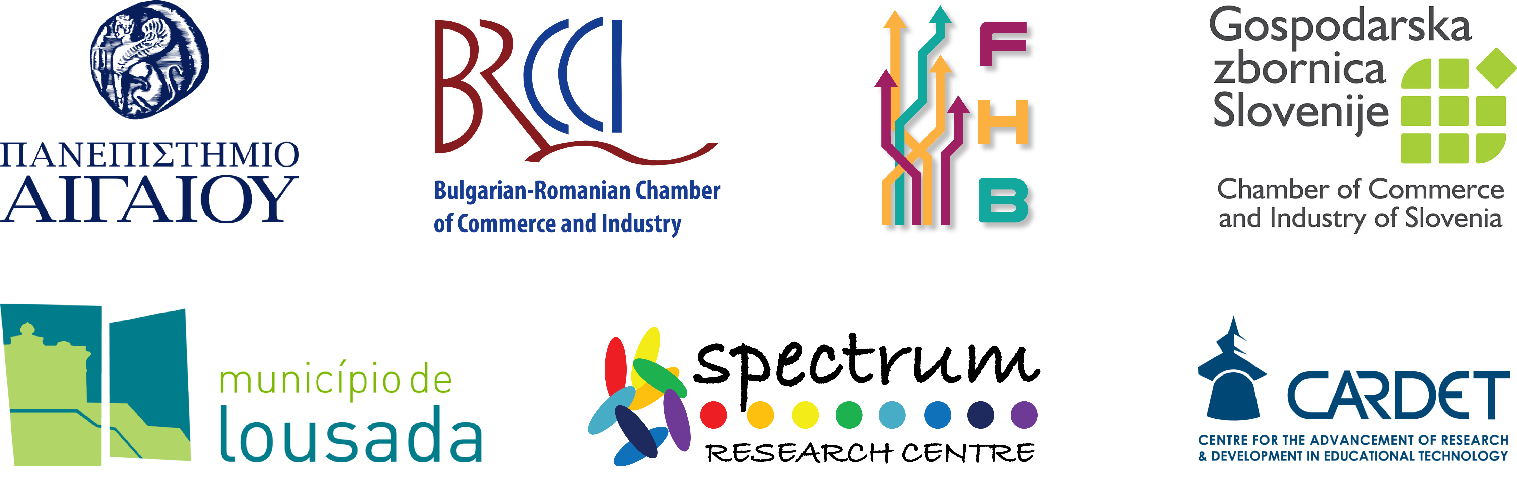 ΠΑΝΕΠΙΣΤΗΜΙΟ
ΑΙΓΑΙΟΥ
BRCCI
Bulgarian-Romanian Chamber
of Commerce and Industry
F
H
B
Gospodarska
zbornica
Slovenije
Chamber of Commerce
and Industry of Slovenia
município de
lousada
spectrum
RESEARCH CENTRE
CARDET
CENTRE FOR THE ADVANCEMENT OF RESEARCH
& DEVELOPMENT IN EDUCATIONAL TECHNOLOGY